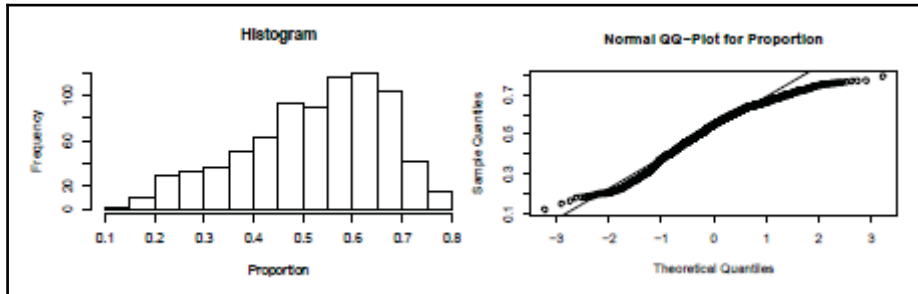 Histogram
Frequency
0 20 60 100
0.1 0.2 0.3 0.4 0.5 0.6 0.7 0.8
Proportion
Normal QQ-Plot for Proportion
Sample Quantiles
0.1 0.3 0.5 0.7
-3 -2 -1 0 1 2 3
Theoretical Quantiles